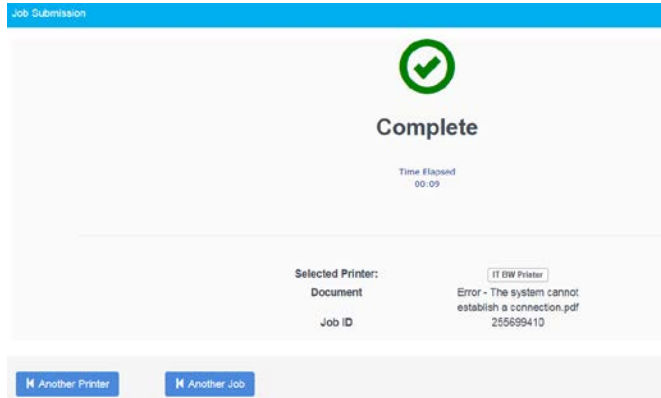 Job Submission
Complete
Time Elapsed
00:09
Selected Printer: IT BW Printer
Document Error - The system cannot
establish a connection.pdf
Job ID 255699410
Another Printer Another Job